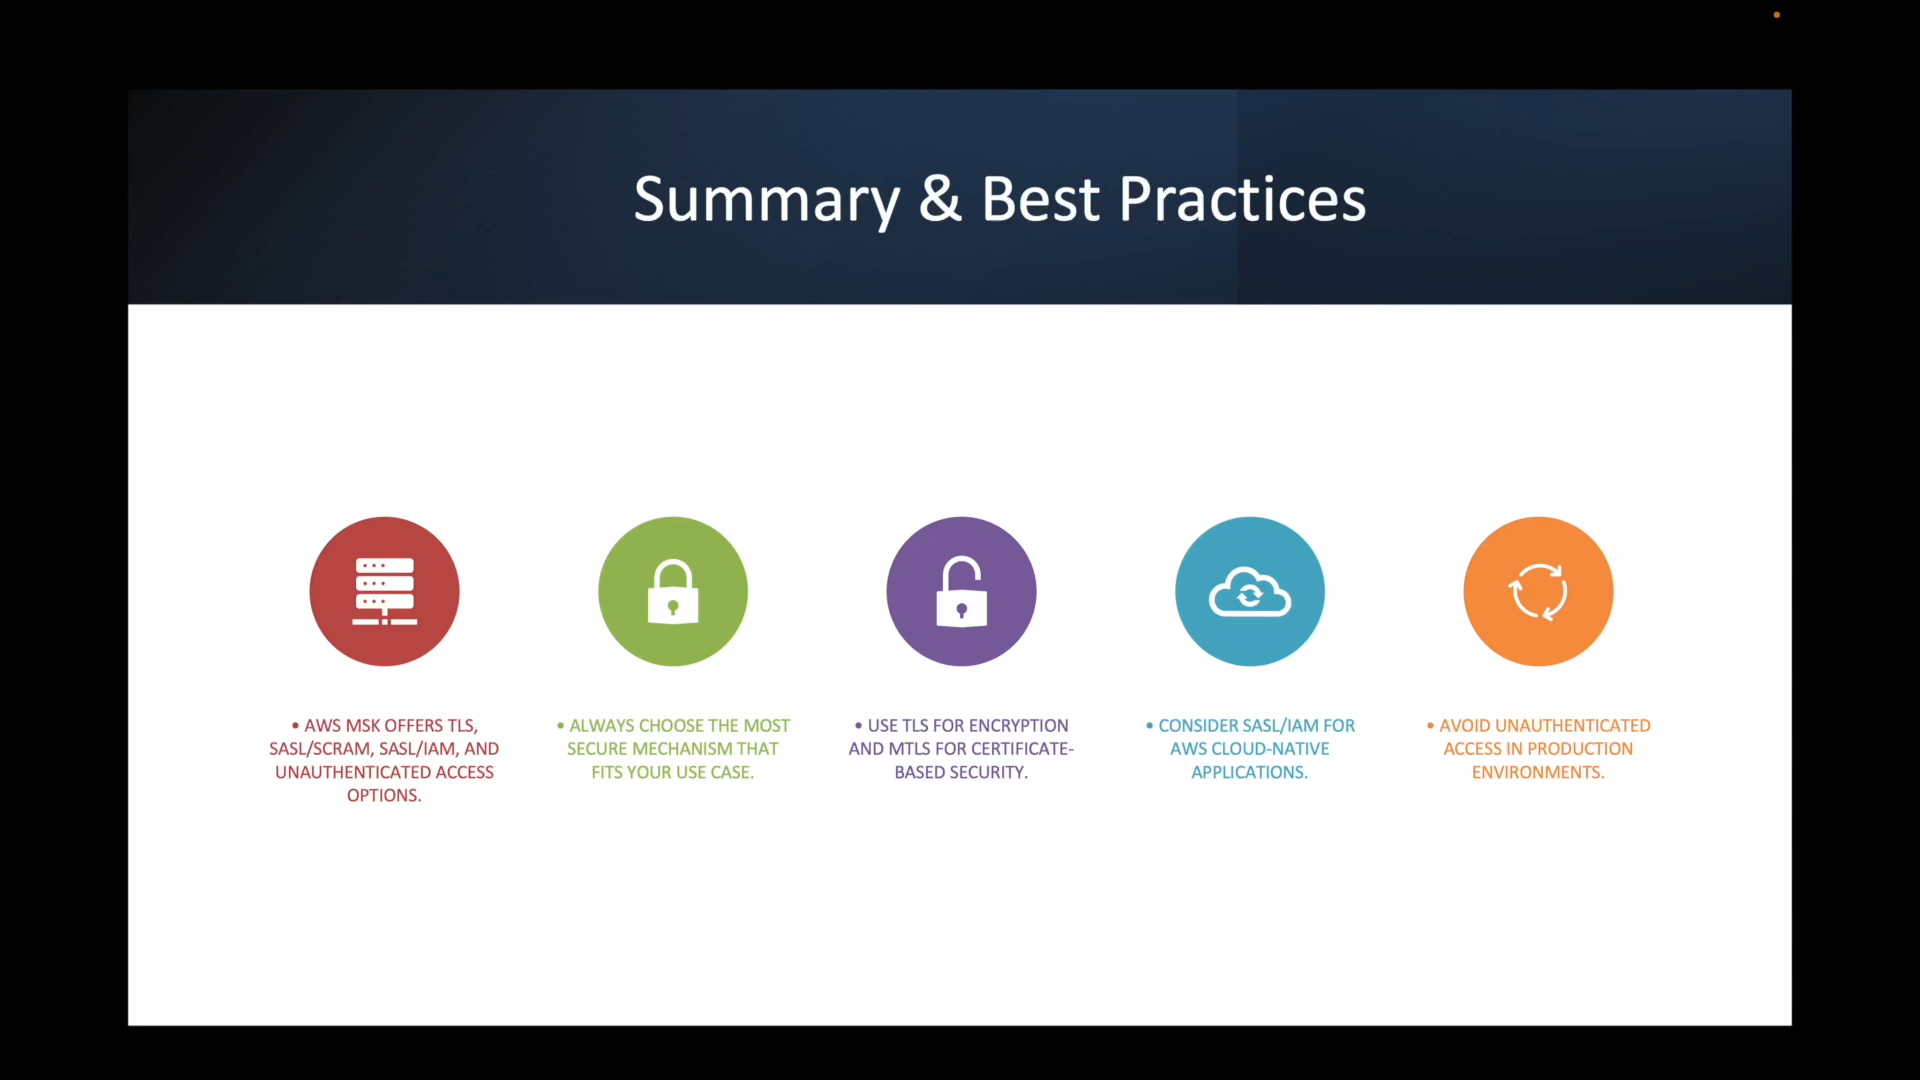 Summary & Best Practices
• AWS MSK OFFERS TLS,
SASL/SCRAM, SASL/IAM, AND
UNAUTHENTICATED ACCESS
OPTIONS.
• ALWAYS CHOOSE THE MOST
SECURE MECHANISM THAT
FITS YOUR USE CASE.
• USE TLS FOR ENCRYPTION
AND MTLS FOR CERTIFICATE-
BASED SECURITY.
• CONSIDER SASL/IAM FOR
AWS CLOUD-NATIVE
APPLICATIONS.
• AVOID UNAUTHENTICATED
ACCESS IN PRODUCTION
ENVIRONMENTS.